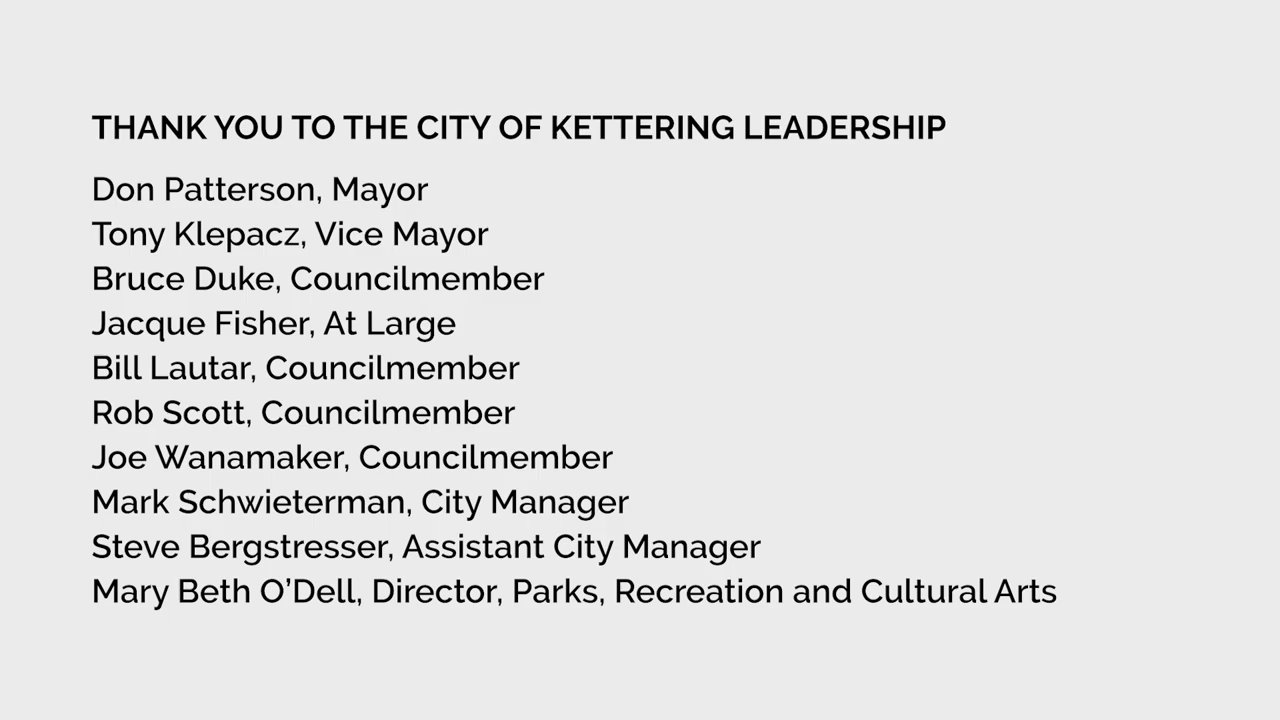 THANK YOU TO THE CITY OF KETTERING LEADERSHIP
Don Patterson, Mayor
Tony Klepacz, Vice Mayor
Bruce Duke, Councilmember
Jacque Fisher, At Large
Bill Lautar, Councilmember
Rob Scott, Councilmember
Joe Wanamaker, Councilmember
Mark Schwieterman, City Manager
Steve Bergstresser, Assistant City Manager
Mary Beth O’Dell, Director, Parks, Recreation and Cultural Arts